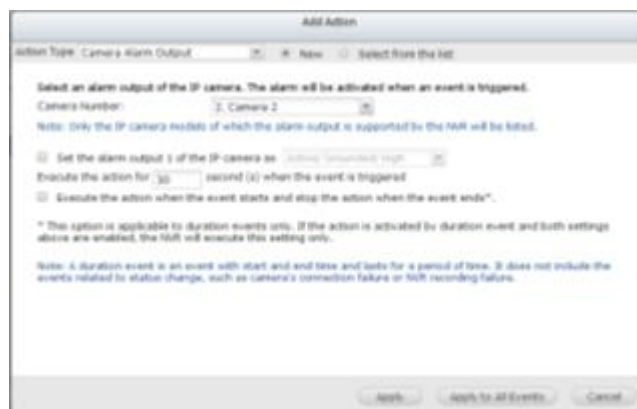 Add Action
Action Type: Camera Alarm Output New Select from the list
Select an alarm output of the IP camera. The alarm will be activated when an event is triggered.
Camera Number: 2. Camera 2
Note: Only the IP camera models of which the alarm output is supported by the NVR will be listed.
Set the alarm output 1 of the IP camera as Active/ Grounded High
Execute the action for 30 second (s) when the event is triggered
Execute the action when the event starts and stop the action when the event ends*.
* This option is applicable to duration events only. If the action is activated by duration event and both settings
above are enabled, the NVR will execute this setting only.
Note: A duration event is an event with start and end time and lasts for a period of time. It does not include the
events related to status change, such as camera's connection failure or NVR recording failure.
Apply Apply to All Events Cancel